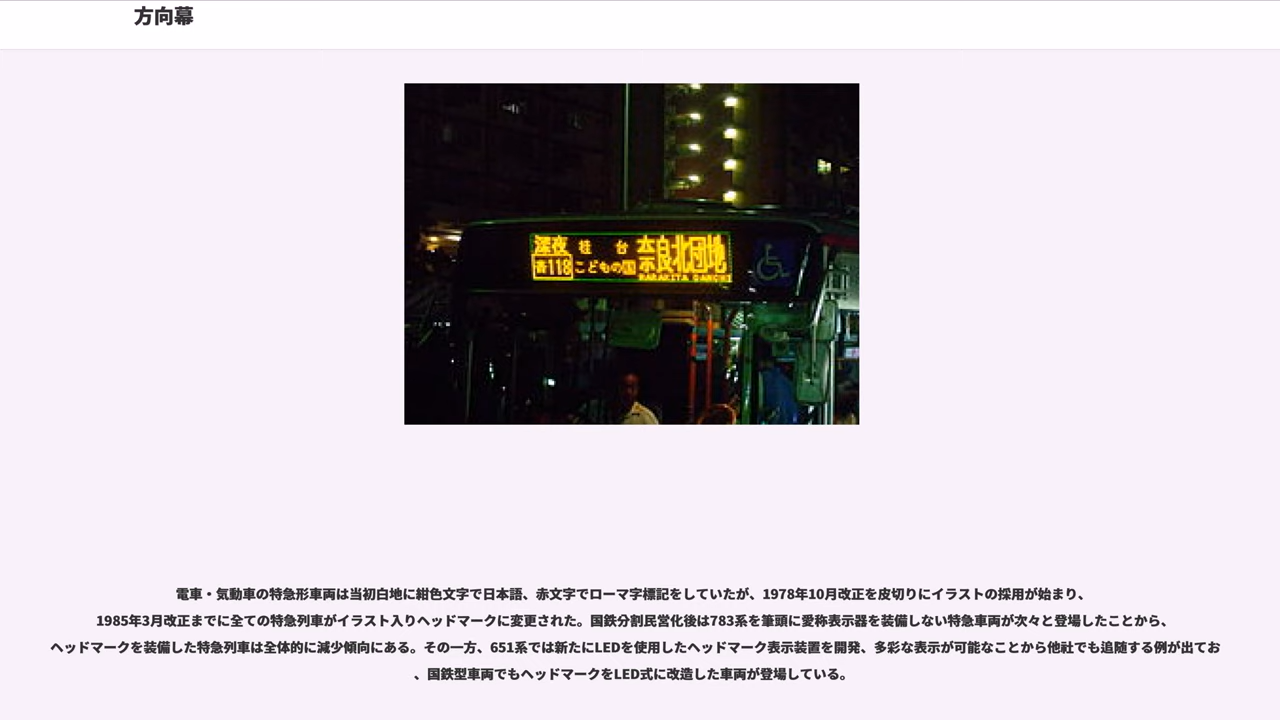 方向幕
深夜 桂 台 奈良北団地
青118 こどもの国
NARAKITA DANCHI
電車・気動車の特急形車両は当初白地に紺色文字で日本語、赤文字でローマ字標記をしていたが、1978年10月改正を皮切りにイラストの採用が始まり、
1985年3月改正までに全ての特急列車がイラスト入りヘッドマークに変更された。国鉄分割民営化後は783系を筆頭に愛称表示器を装備しない特急車両が次々と登場したことから、
ヘッドマークを装備した特急列車は全体的に減少傾向にある。その一方、651系では新たにLEDを使用したヘッドマーク表示装置を開発、多彩な表示が可能なことから他社でも追随する例が出てお
、国鉄型車両でもヘッドマークをLED式に改造した車両が登場している。